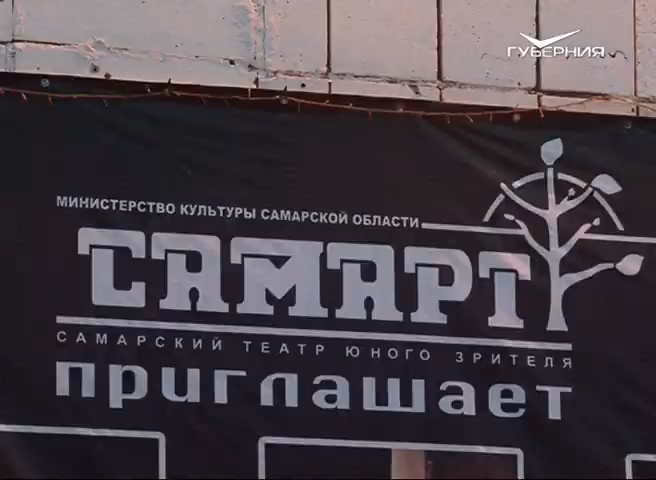 ГУБЕРНИЯ
МИНИСТЕРСТВО КУЛЬТУРЫ САМАРСКОЙ ОБЛАСТИ
САМАРТ
САМАРСКИЙ ТЕАТР ЮНОГО ЗРИТЕЛЯ
приглашает